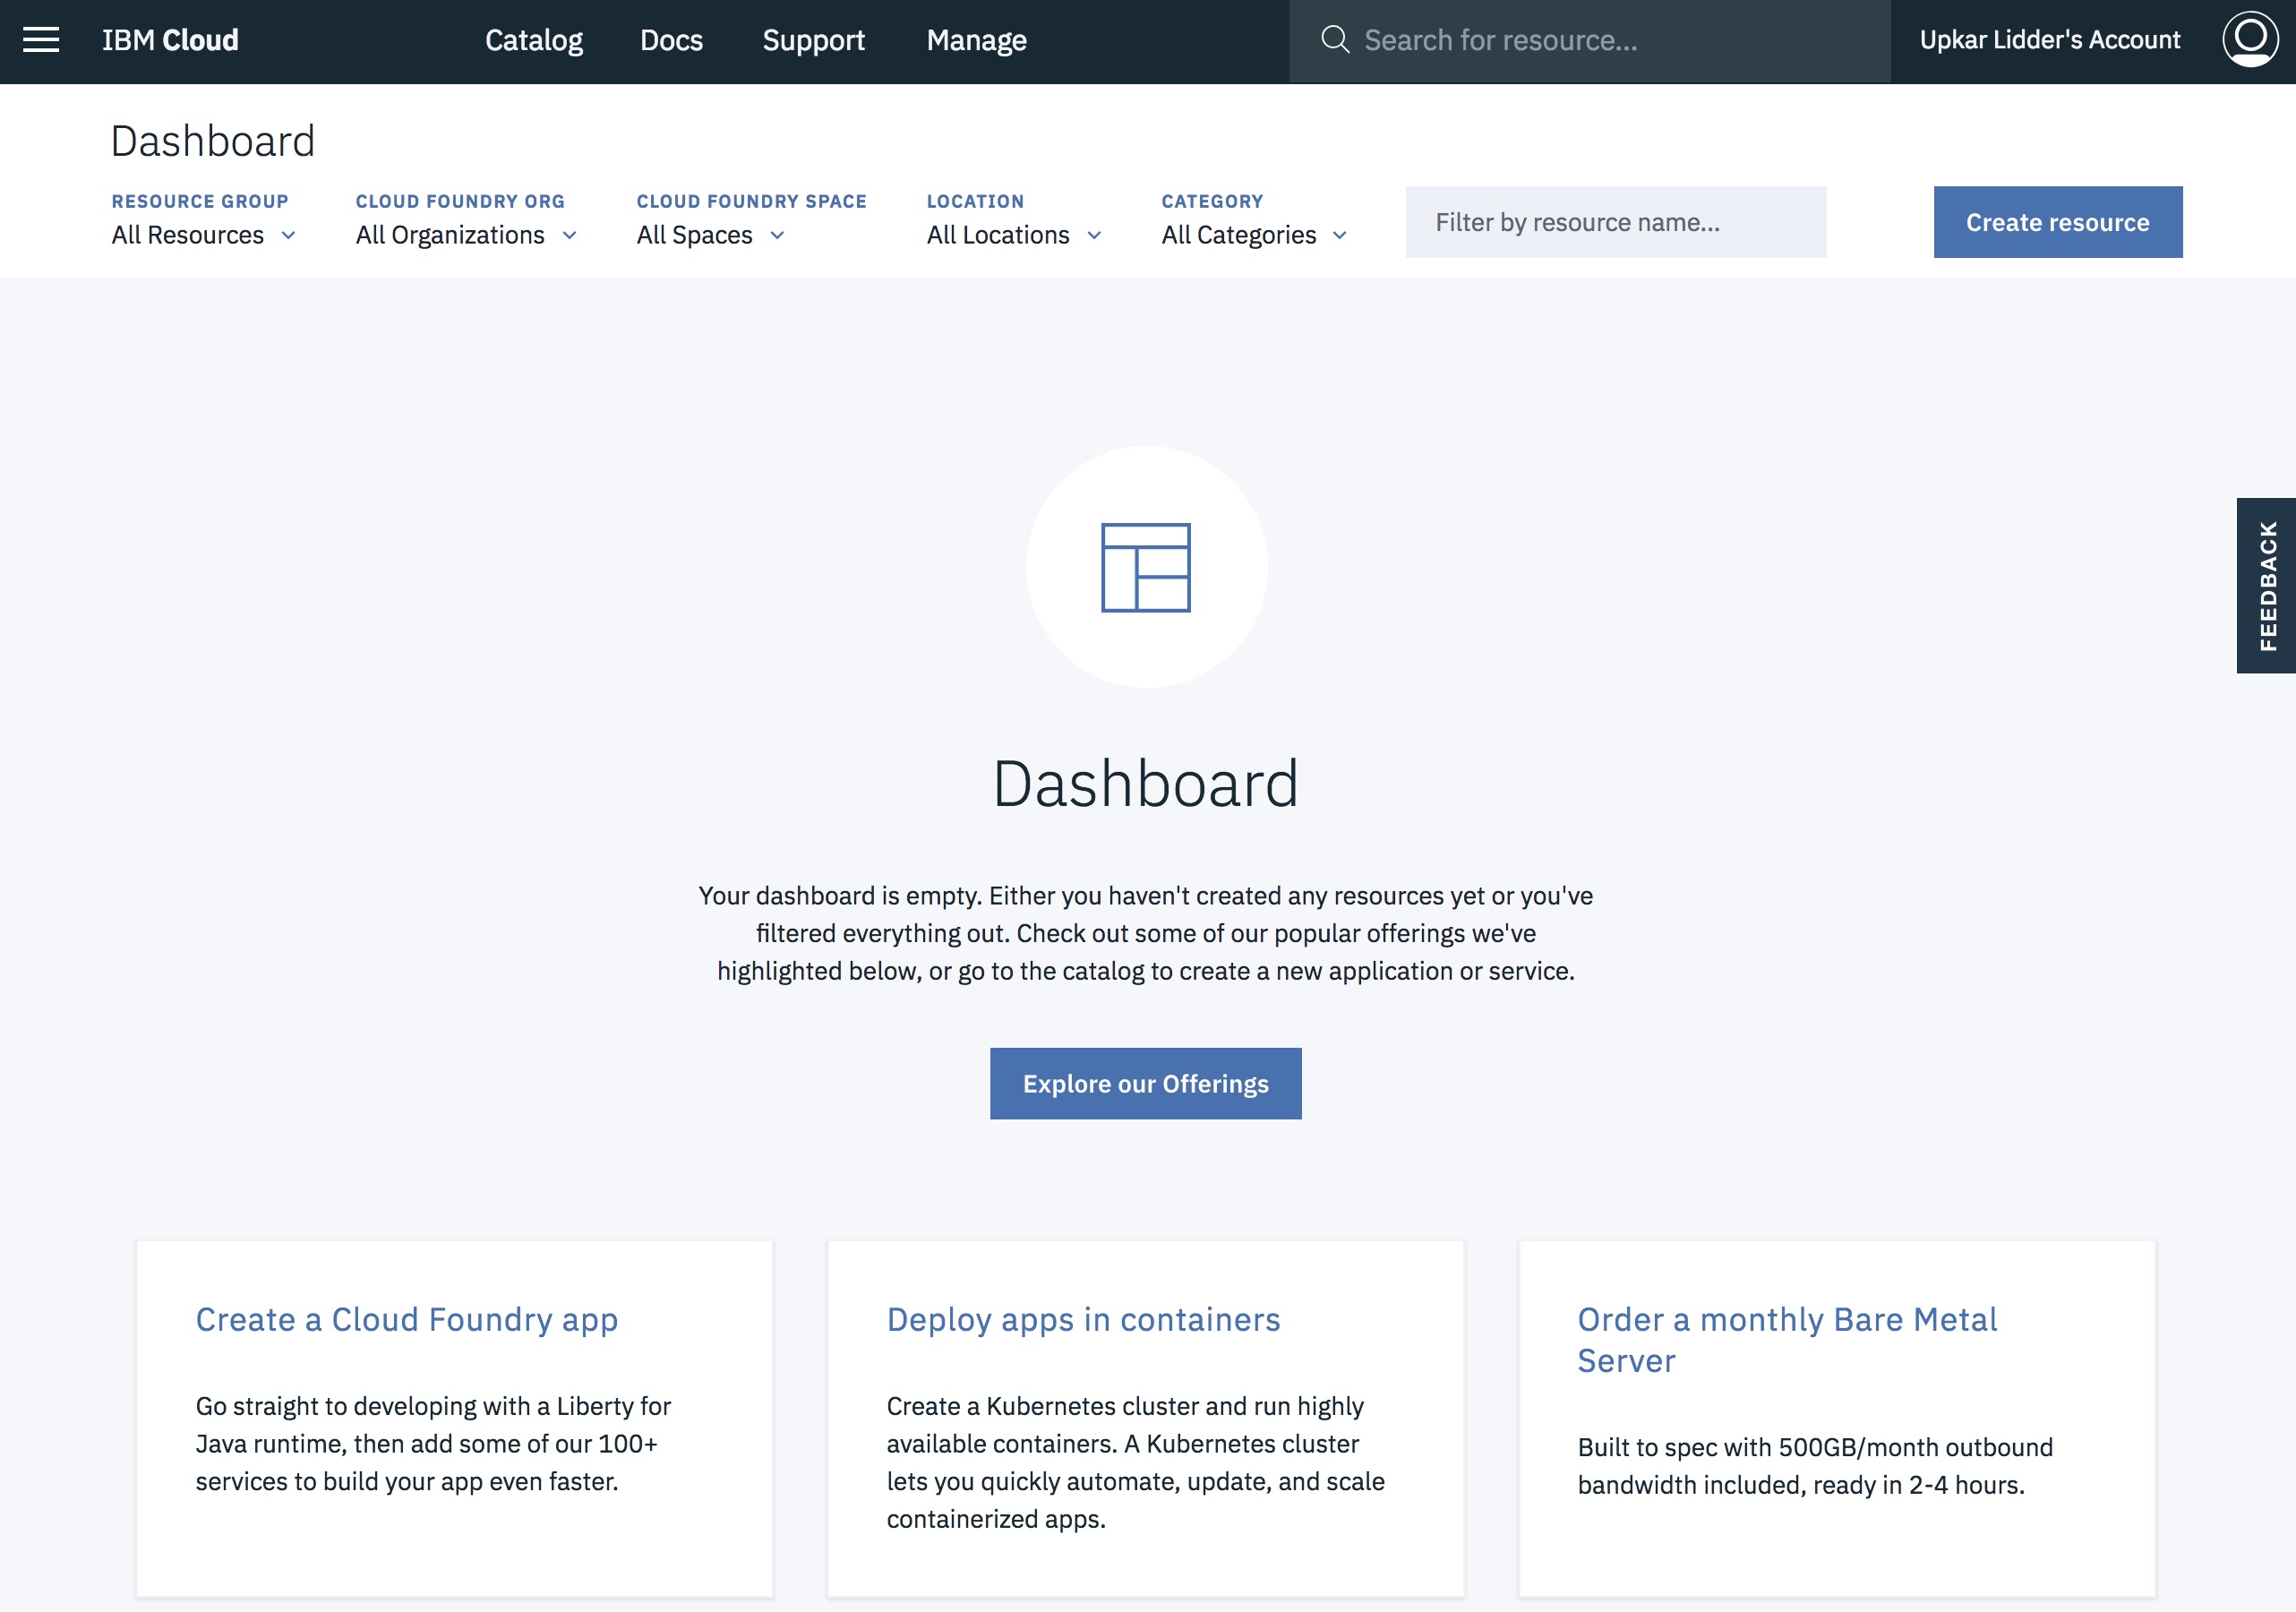 IBM Cloud
Catalog
Docs
Support
Manage
Search for resource...
Upkar Lidder's Account
Dashboard
RESOURCE GROUP
All Resources
CLOUD FOUNDRY ORG
All Organizations
CLOUD FOUNDRY SPACE
All Spaces
LOCATION
All Locations
CATEGORY
All Categories
Filter by resource name...
Create resource
FEEDBACK
Dashboard
Your dashboard is empty. Either you haven't created any resources yet or you've
filtered everything out. Check out some of our popular offerings we've
highlighted below, or go to the catalog to create a new application or service.
Explore our Offerings
Create a Cloud Foundry app
Go straight to developing with a Liberty for
Java runtime, then add some of our 100+
services to build your app even faster.
Deploy apps in containers
Create a Kubernetes cluster and run highly
available containers. A Kubernetes cluster
lets you quickly automate, update, and scale
containerized apps.
Order a monthly Bare Metal
Server
Built to spec with 500GB/month outbound
bandwidth included, ready in 2-4 hours.